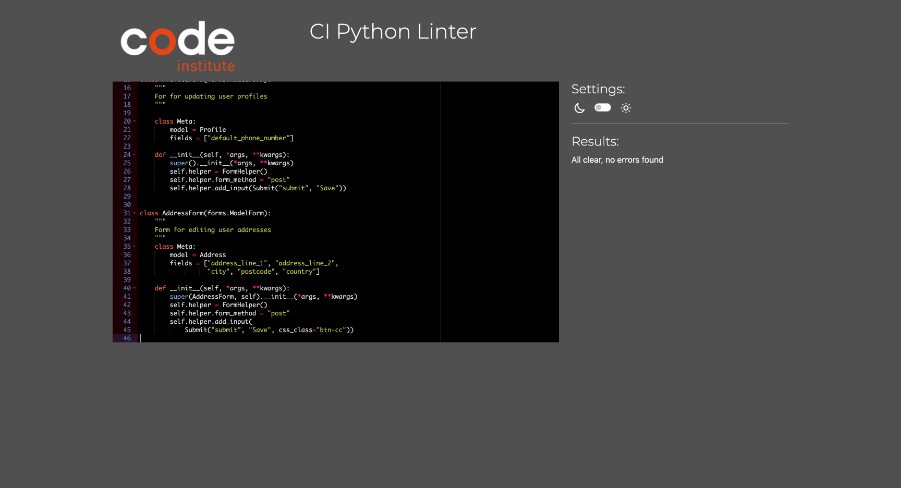 code
institute
CI Python Linter
16 """
17 For for updating user profiles
18 """
19
20 class Meta:
21 model = Profile
22 fields = ["default_phone_number"]
23
24 def __init__(self, *args, **kwargs):
25 super().__init__(*args, **kwargs)
26 self.helper = FormHelper()
27 self.helper.form_method = "post"
28 self.helper.add_input(Submit("submit", "Save"))
29
30
31 class AddressForm(forms.ModelForm):
32 """
33 Form for editing user addresses
34 """
35 class Meta:
36 model = Address
37 fields = ["address_line_1", "address_line_2",
38 "city", "postcode", "country"]
39
40 def __init__(self, *args, **kwargs):
41 super(AddressForm, self).__init__(*args, **kwargs)
42 self.helper = FormHelper()
43 self.helper.form_method = "post"
44 self.helper.add_input(
45 Submit("submit", "Save", css_class="btn-cc"))
46
Settings:
Results:
All clear, no errors found